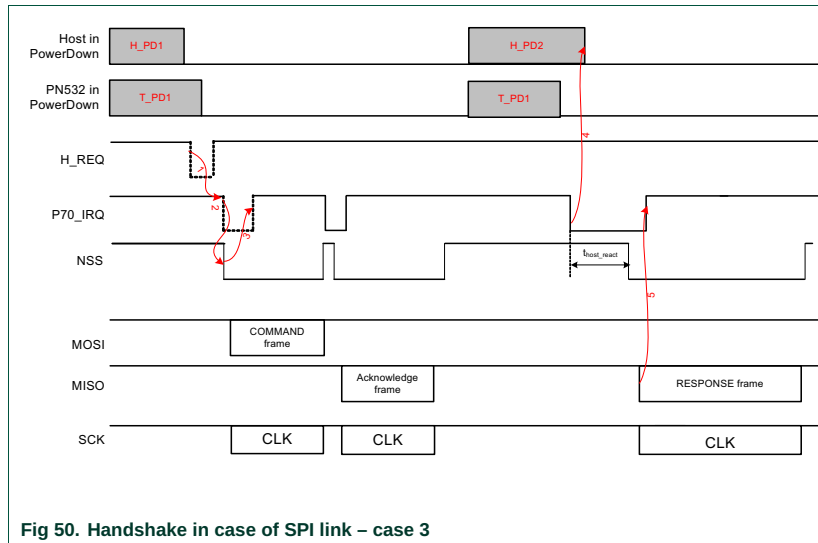 Host in
PowerDown
H_PD1
H_PD2
PN532 in
PowerDown
T_PD1
T_PD1
4
H_REQ
1
P70_IRQ
2
3
NSS
thost_react
5
MOSI
COMMAND
frame
MISO
Acknowledge
frame
RESPONSE frame
SCK
CLK
CLK
CLK
Fig 50. Handshake in case of SPI link – case 3